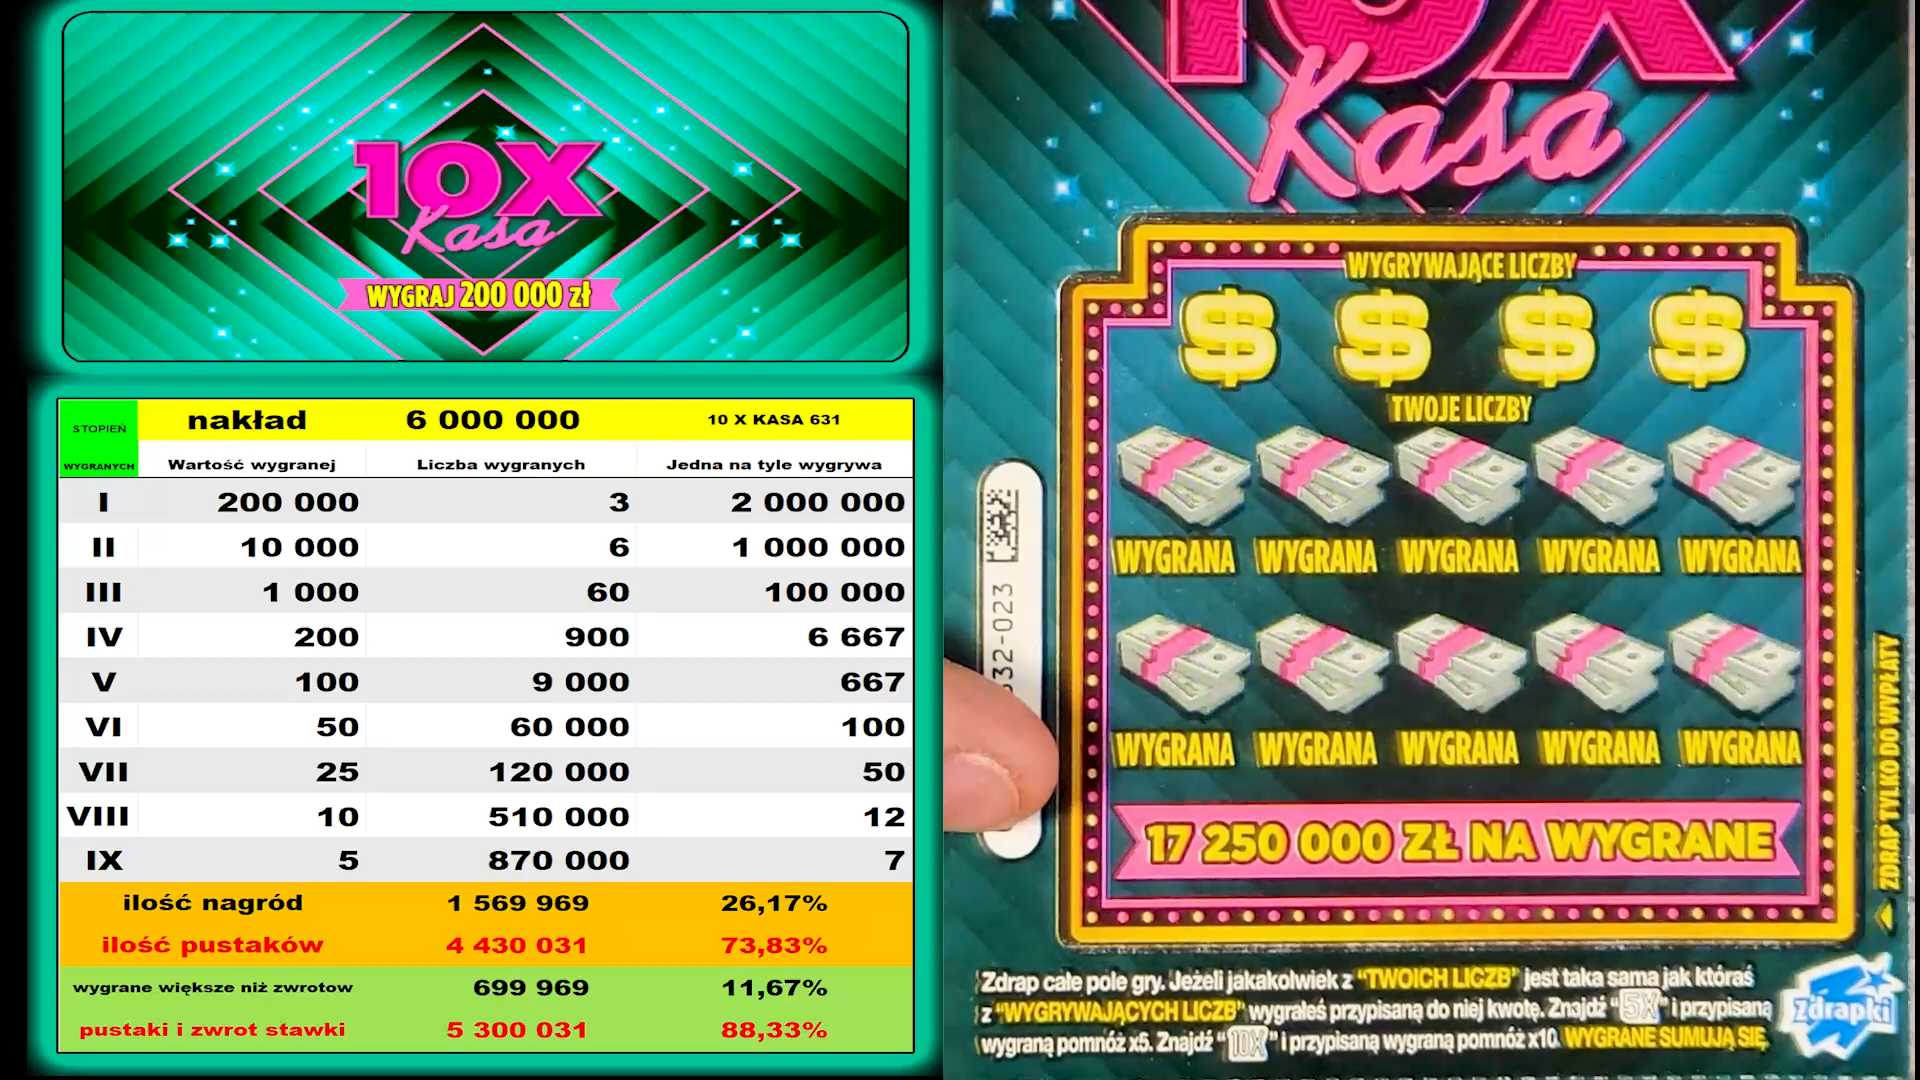 10X
Kasa
WYGRAJ 200 000 zł
STOPIEŃ WYGRANYCH nakład 6 000 000 10 X KASA 631
Wartość wygranej Liczba wygranych Jedna na tyle wygrywa
I 200 000 3 2 000 000
II 10 000 6 1 000 000
III 1 000 60 100 000
IV 200 900 6 667
V 100 9 000 667
VI 50 60 000 100
VII 25 120 000 50
VIII 10 510 000 12
IX 5 870 000 7
ilość nagród 1 569 969 26,17%
ilość pustaków 4 430 031 73,83%
wygrane większe niż zwrotow 699 969 11,67%
pustaki i zwrot stawki 5 300 031 88,33%
10X
Kasa
WYGRYWAJĄCE LICZBY
$ $ $ $
TWOJE LICZBY
WYGRANA WYGRANA WYGRANA WYGRANA WYGRANA
WYGRANA WYGRANA WYGRANA WYGRANA WYGRANA
17 250 000 ZŁ NA WYGRANE
332-023
ZDRAP TYLKO DO WYPŁATY
Zdrap całe pole gry. Jeżeli jakakolwiek z "TWOICH LICZB" jest taka sama jak któraś
z "WYGRYWAJĄCYCH LICZB" wygrałeś przypisaną do niej kwotę. Znajdź "5X" i przypisaną
wygraną pomnóż x5. Znajdź "10X" i przypisaną wygraną pomnóż x10. WYGRANE SUMUJĄ SIĘ.
Zdrapki